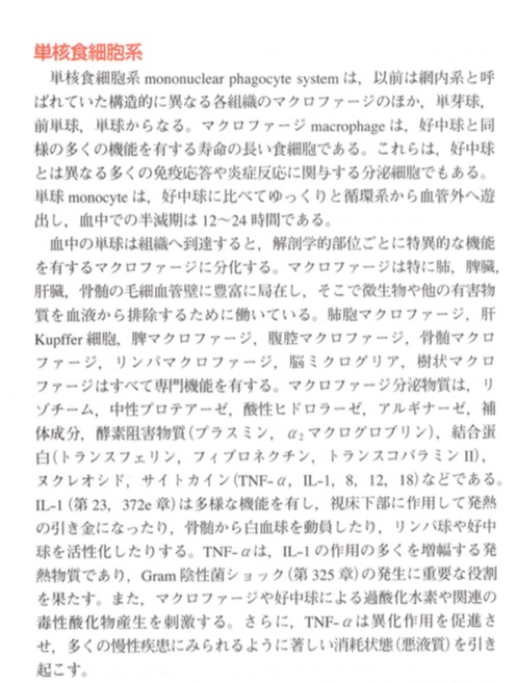 単核食細胞系
単核食細胞系 mononuclear phagocyte system は，以前は網内系と呼
ばれていた構造的に異なる各組織のマクロファージのほか，単芽球，
前単球，単球からなる。マクロファージ macrophage は，好中球と同
様の多くの機能を有する寿命の長い食細胞である。これらは，好中球
とは異なる多くの免疫応答や炎症反応に関与する分泌細胞でもある。
単球 monocyte は，好中球に比べてゆっくりと循環系から血管外へ遊
出し，血中での半減期は 12〜24 時間である。
血中の単球は組織へ到達すると，解剖学的部位ごとに特異的な機能
を有するマクロファージに分化する。マクロファージは特に肺，脾臓，
肝臓，骨髄の毛細血管壁に豊富に局在し，そこで微生物や他の有害物
質を血液から排除するために働いている。肺胞マクロファージ，肝
Kupffer 細胞，脾マクロファージ，腹腔マクロファージ，骨髄マクロ
ファージ，リンパマクロファージ，脳ミクログリア，樹状マクロ
ファージはすべて専門機能を有する。マクロファージ分泌物質は，リ
ゾチーム，中性プロテアーゼ，酸性ヒドロラーゼ，アルギナーゼ，補
体成分，酵素阻害物質(プラスミン，α₂マクログロブリン)，結合蛋
白(トランスフェリン，フィブロネクチン，トランスコバラミン II)，
ヌクレオシド，サイトカイン(TNF-α，IL-1，8，12，18)などである。
IL-1 (第 23，372e 章)は多様な機能を有し，視床下部に作用して発熱
の引き金になったり，骨髄から白血球を動員したり，リンパ球や好中
球を活性化したりする。TNF-αは，IL-1 の作用の多くを増幅する発
熱物質であり，Gram 陰性菌ショック(第 325 章)の発生に重要な役割
を果たす。また，マクロファージや好中球による過酸化水素や関連の
毒性酸化物産生を刺激する。さらに，TNF-αは異化作用を促進さ
せ，多くの慢性疾患にみられるように著しい消耗状態(悪液質)を引き
起こす。